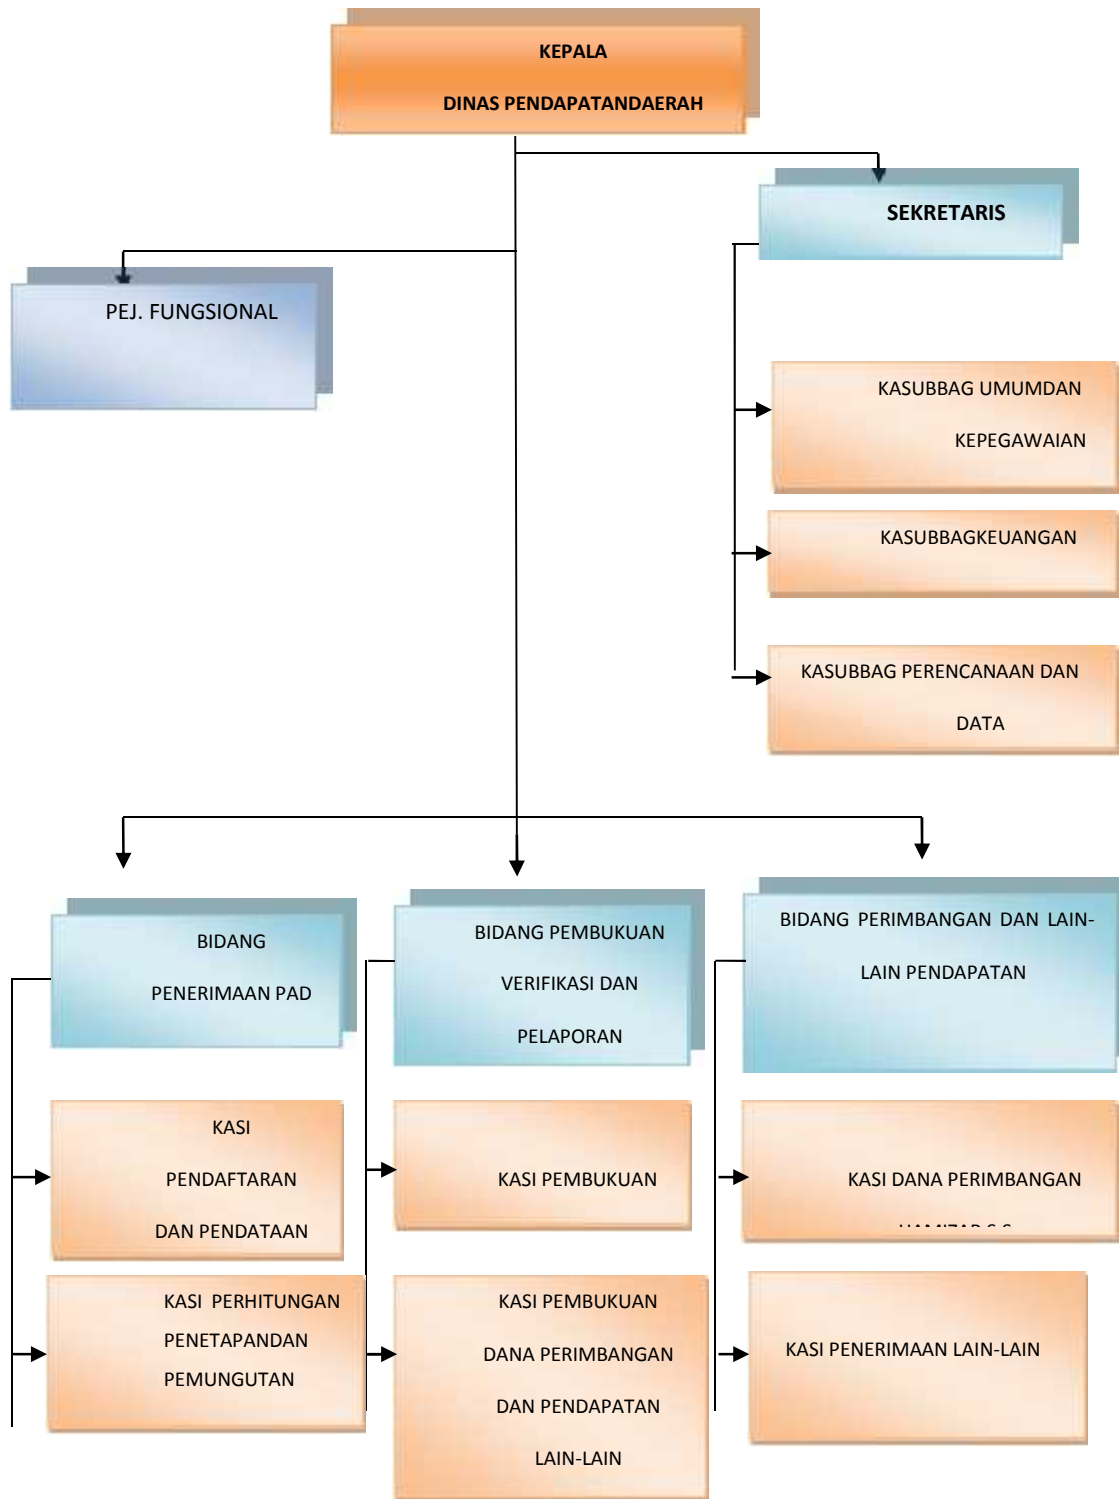 KEPALA
DINAS PENDAPATANDAERAH
SEKRETARIS
PEJ. FUNGSIONAL
KASUBBAG UMUMDAN
KEPEGAWAIAN
KASUBBAGKEUANGAN
KASUBBAG PERENCANAAN DAN
DATA
BIDANG
PENERIMAAN PAD
BIDANG PEMBUKUAN
VERIFIKASI DAN
PELAPORAN
BIDANG PERIMBANGAN DAN LAIN-
LAIN PENDAPATAN
KASI
PENDAFTARAN
DAN PENDATAAN
KASI PEMBUKUAN
KASI DANA PERIMBANGAN
KASI PERHITUNGAN
PENETAPANDAN
PEMUNGUTAN
KASI PEMBUKUAN
DANA PERIMBANGAN
DAN PENDAPATAN
LAIN-LAIN
KASI PENERIMAAN LAIN-LAIN